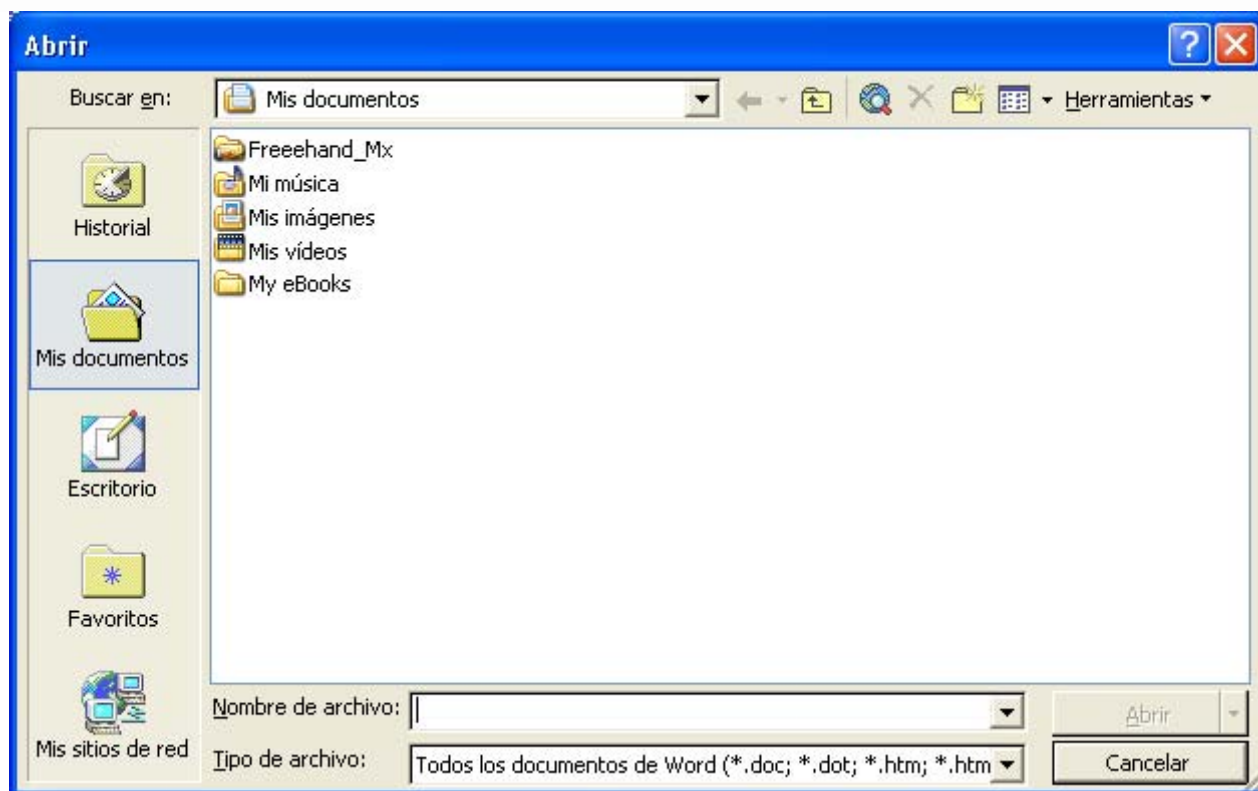 Abrir
Buscar en:
Mis documentos
Herramientas
Historial
Mis documentos
Escritorio
Favoritos
Mis sitios de red
Freeehand_Mx
Mi música
Mis imágenes
Mis vídeos
My eBooks
Nombre de archivo:
Abrir
Tipo de archivo:
Todos los documentos de Word (*.doc; *.dot; *.htm; *.htm
Cancelar